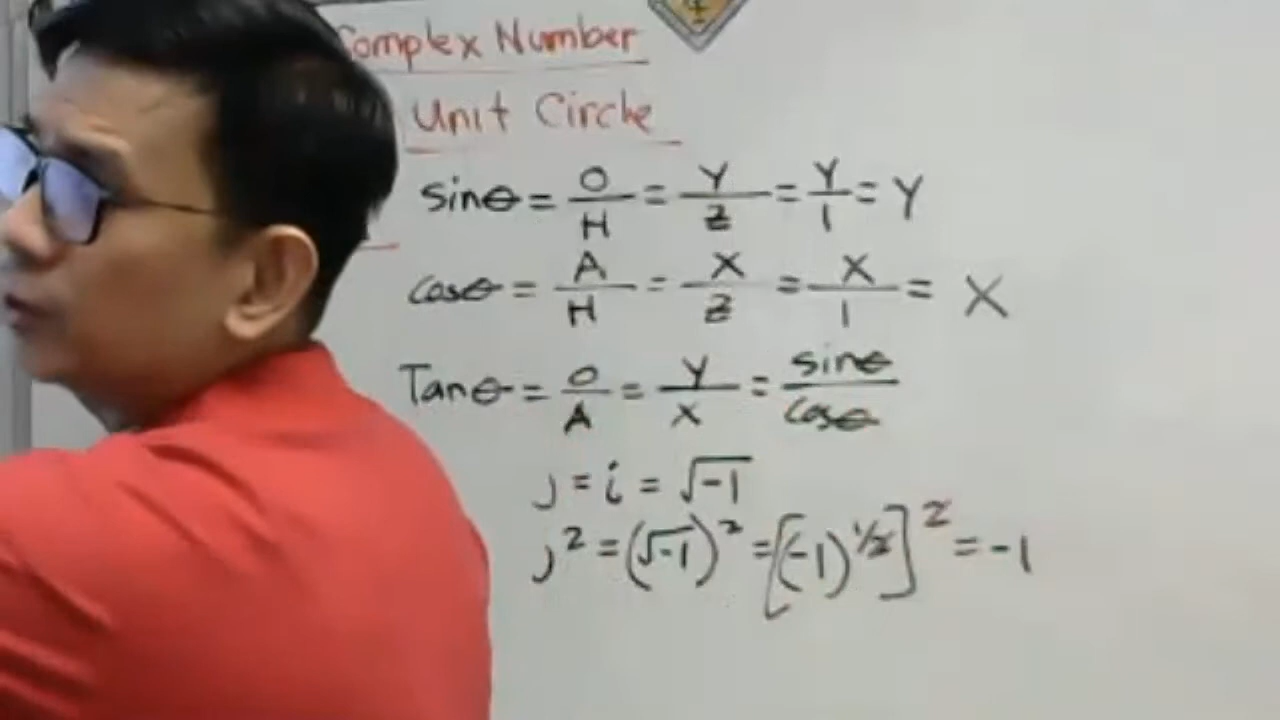 Complex Number
Unit Circle
sinθ = O/H = Y/Z = Y/1 = Y
cosθ = A/H = X/Z = X/1 = X
Tanθ = O/A = Y/X = sinθ/cosθ
j = i = √-1
j² = (√-1)² = [(-1)^1/2]² = -1